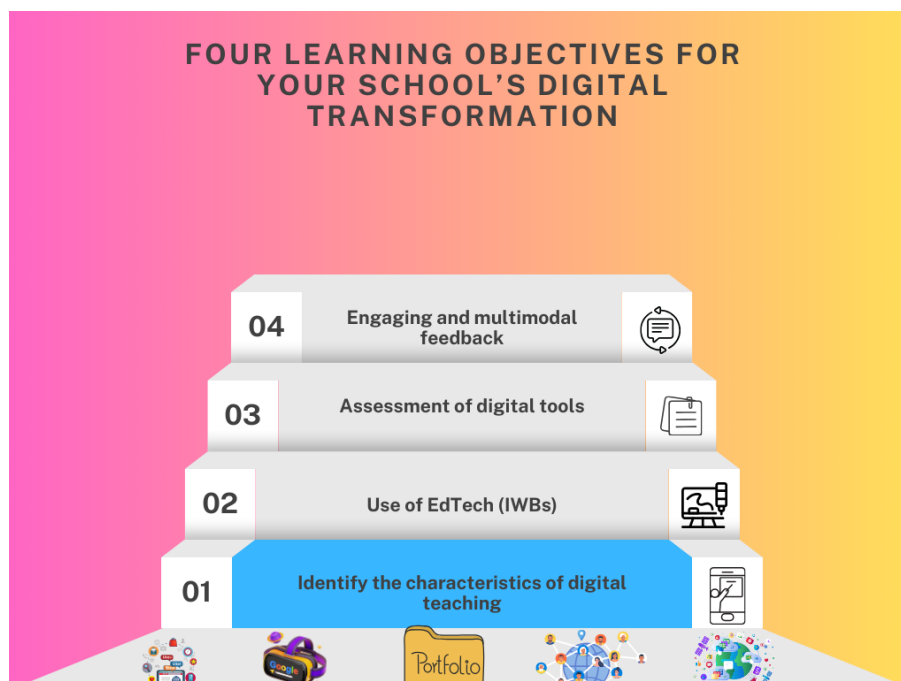 FOUR LEARNING OBJECTIVES FOR
YOUR SCHOOL’S DIGITAL
TRANSFORMATION
04
Engaging and multimodal
feedback
03
Assessment of digital tools
02
Use of EdTech (IWBs)
01
Identify the characteristics of digital
teaching
Google
Portfolio